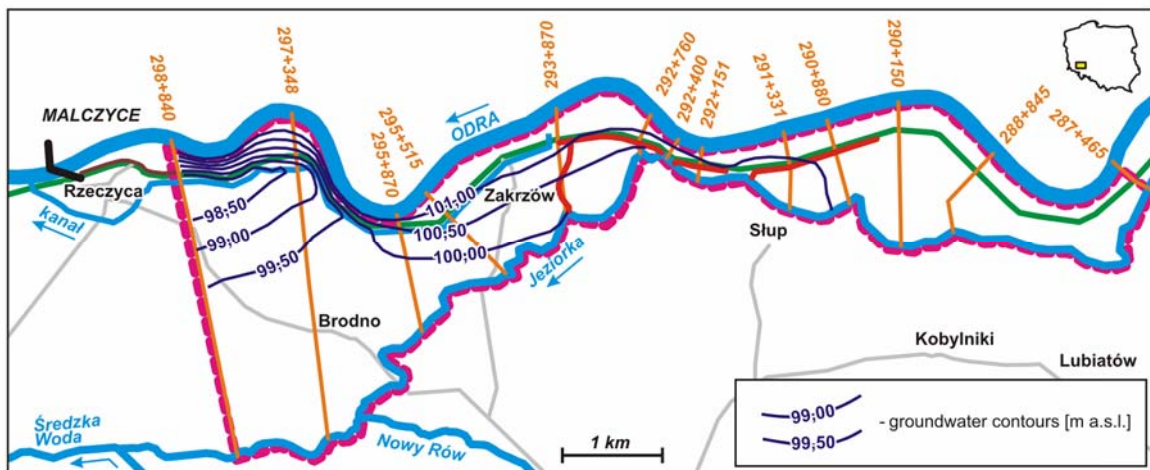 298+840
297+348
295+515
295+870
293+870
292+760
292+400
292+151
291+331
290+880
290+150
288+845
287+465
MALCZYCE
ODRA
Rzeczyca
kanał
98,50
99,00
99,50
101,00
100,50
100,00
Zakrzów
Jeziorka
Słup
Brodno
Kobylniki
Lubiatów
Średzka
Woda
Nowy Rów
1 km
99,00
99,50
- groundwater contours [m a.s.l.]